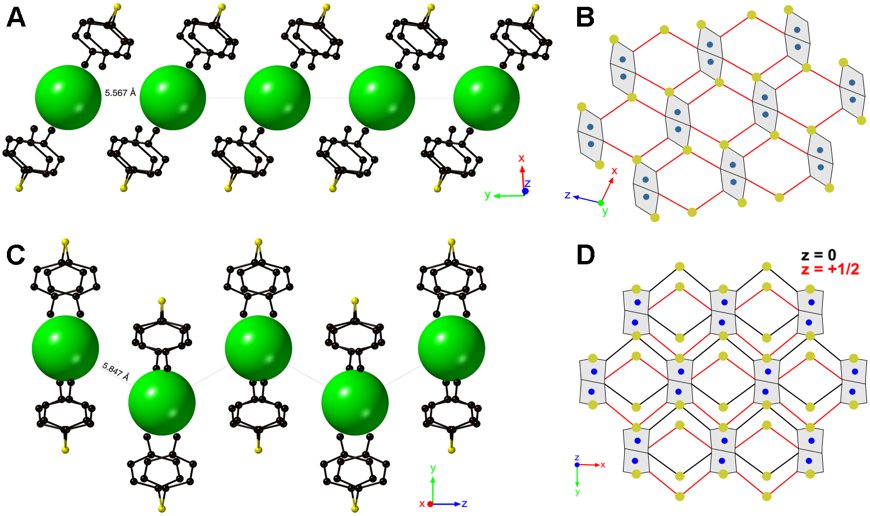 A
B
5.567 Å
x
z
y
x
z
y
C
D
z = 0
z = +1/2
5.847 Å
y
x
z
z
x
y